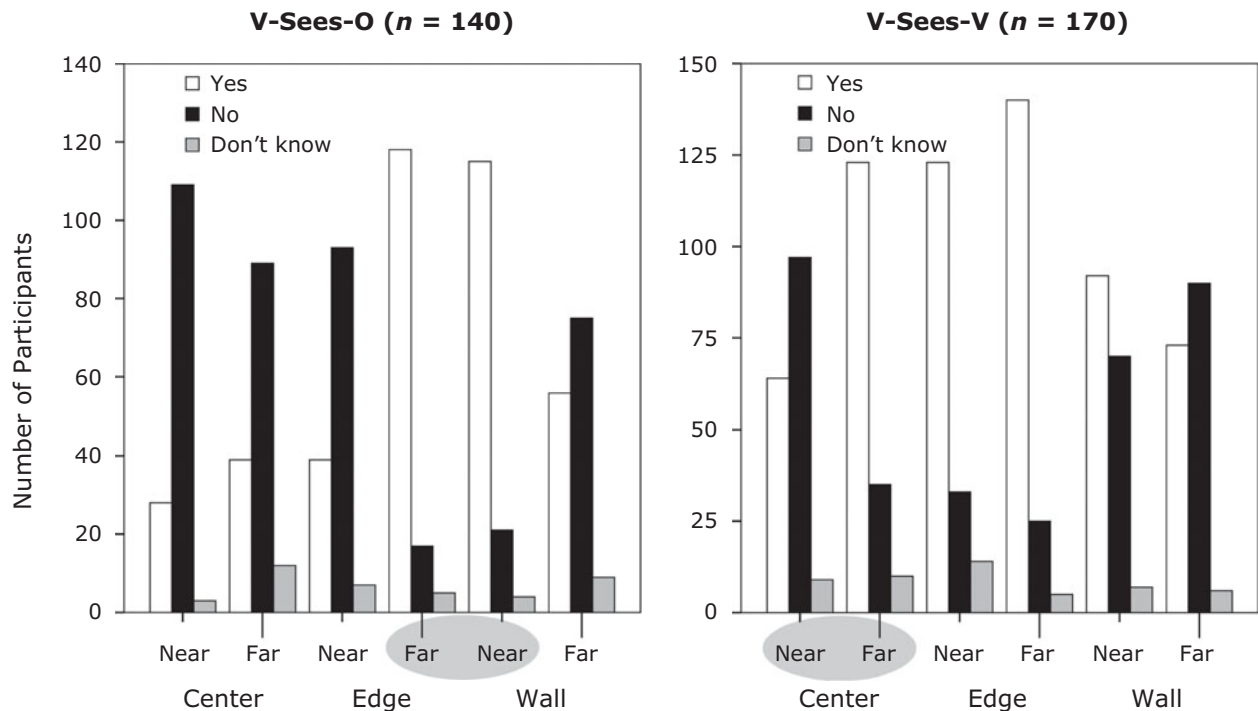 V-Sees-O (n = 140)
140
120
100
80
60
40
20
0
Number of Participants
Yes
No
Don't know
Near Far Near Far Near Far
Center Edge Wall
V-Sees-V (n = 170)
150
125
100
75
50
25
0
Yes
No
Don't know
Near Far Near Far Near Far
Center Edge Wall